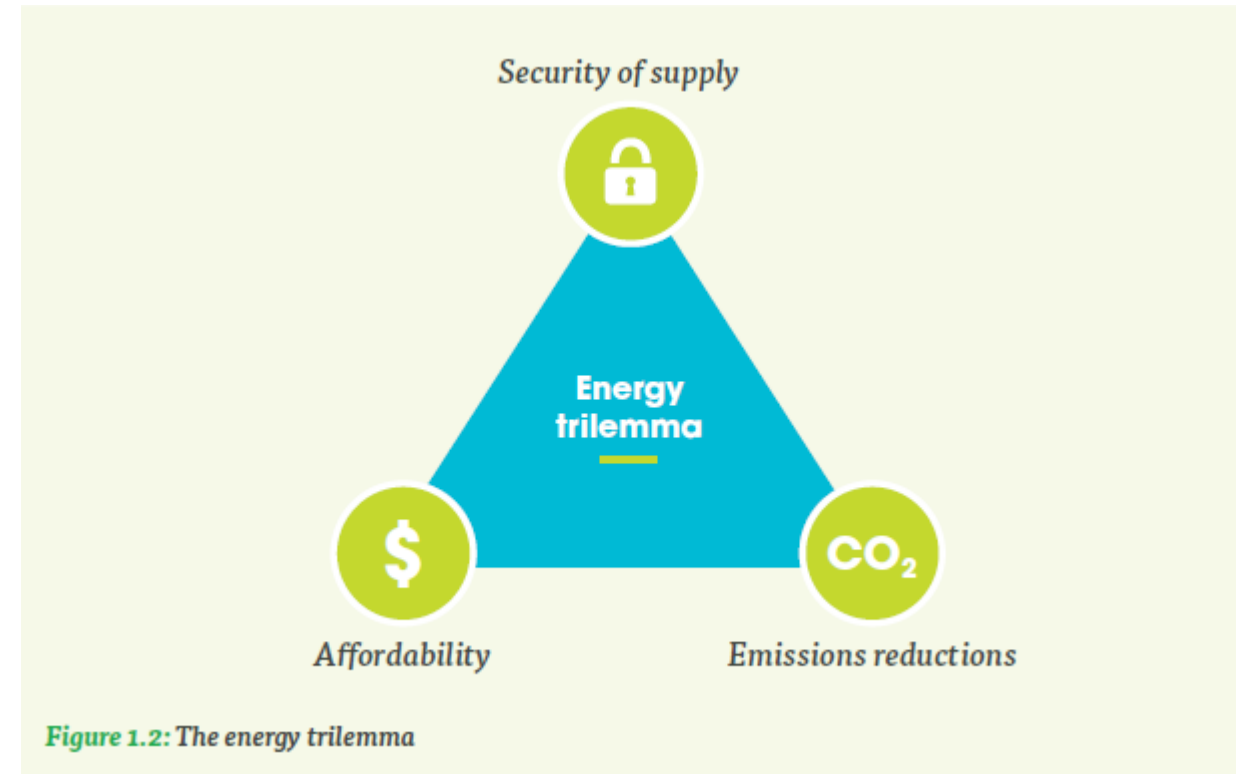 Security of supply
Energy
trilemma
$
CO₂
Affordability
Emissions reductions
Figure 1.2: The energy trilemma